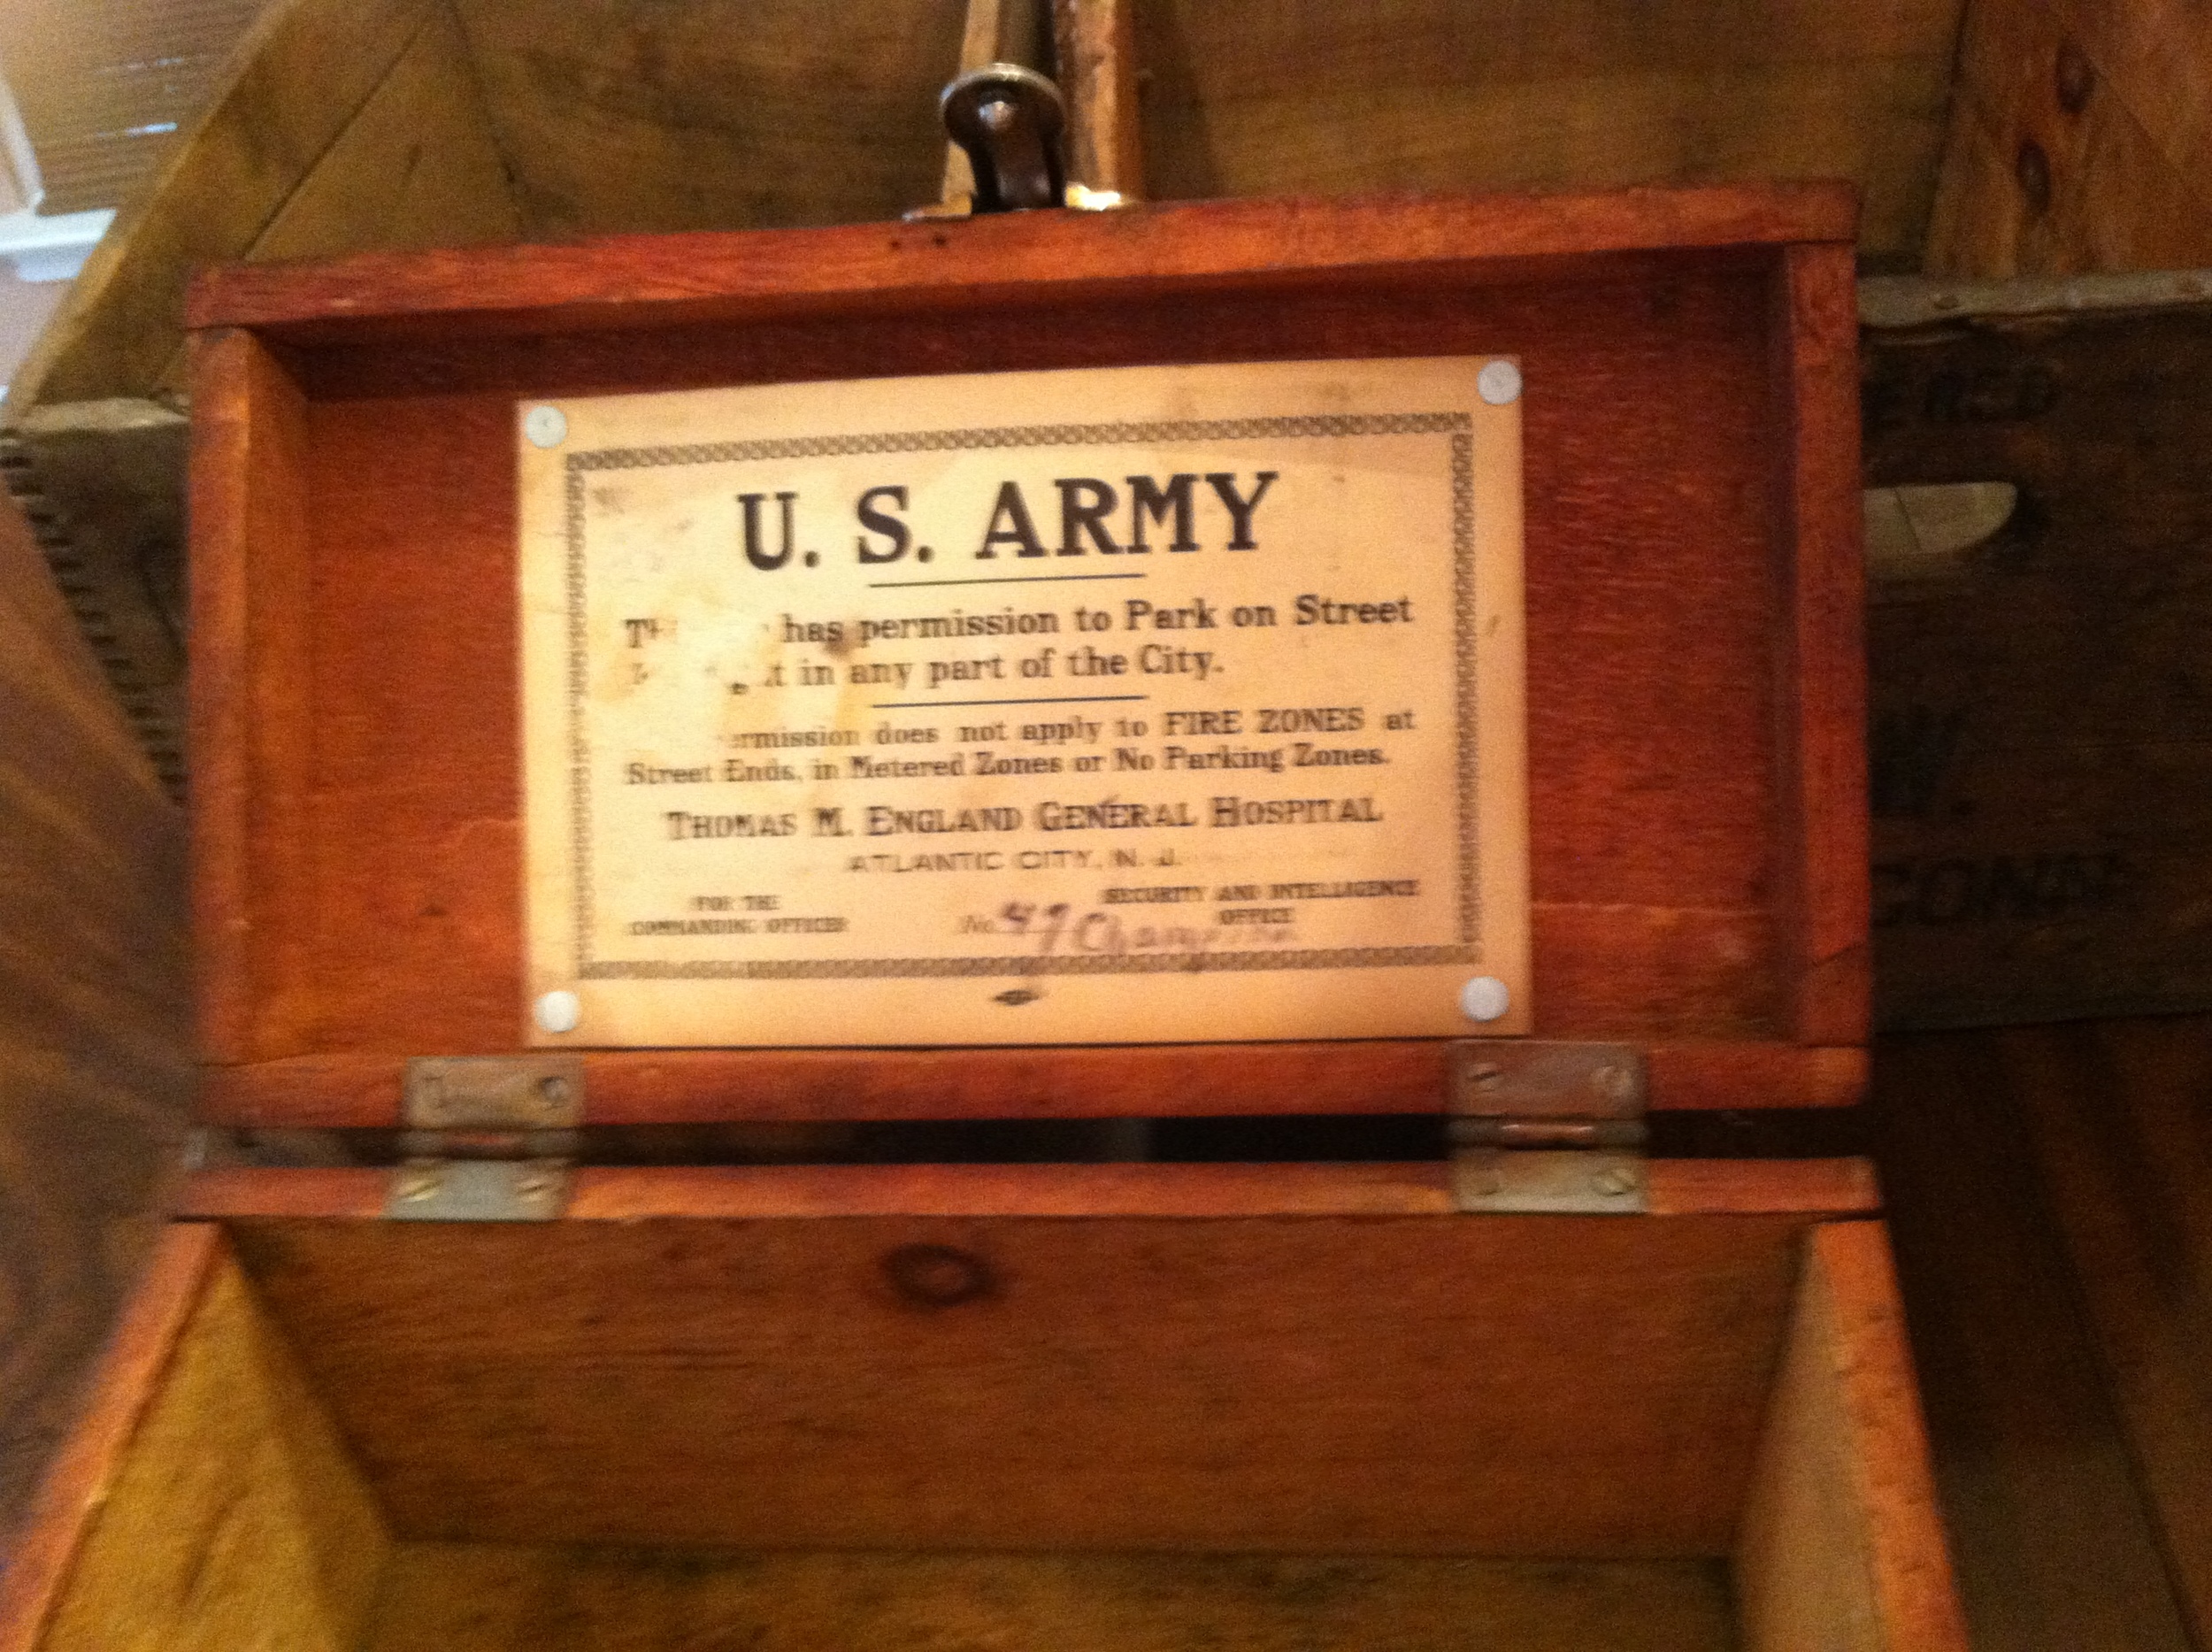 U. S. ARMY
has permission to Park on Street
in any part of the City.
does not apply to FIRE ZONES at
Street Ends, in Metered Zones or No Parking Zones.
THOMAS M. ENGLAND GENERAL HOSPITAL
ATLANTIC CITY, N. J.
FOR THE
COMMANDING OFFICER
No. 47
SECURITY AND INTELLIGENCE
OFFICE